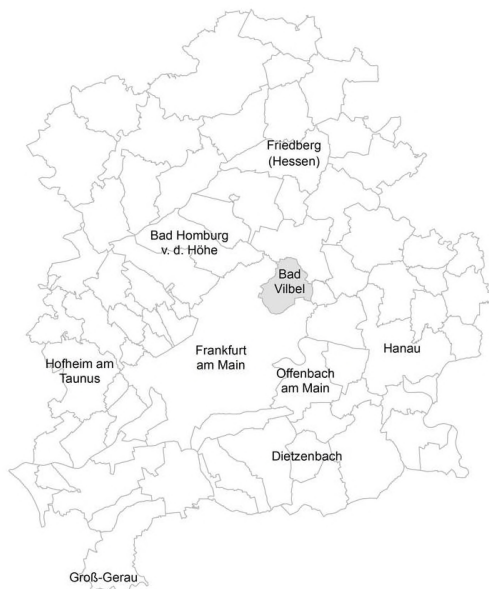 Friedberg
(Hessen)
Bad Homburg
v. d. Höhe
Bad
Vilbel
Frankfurt
am Main
Hofheim am
Taunus
Offenbach
am Main
Hanau
Dietzenbach
Groß-Gerau